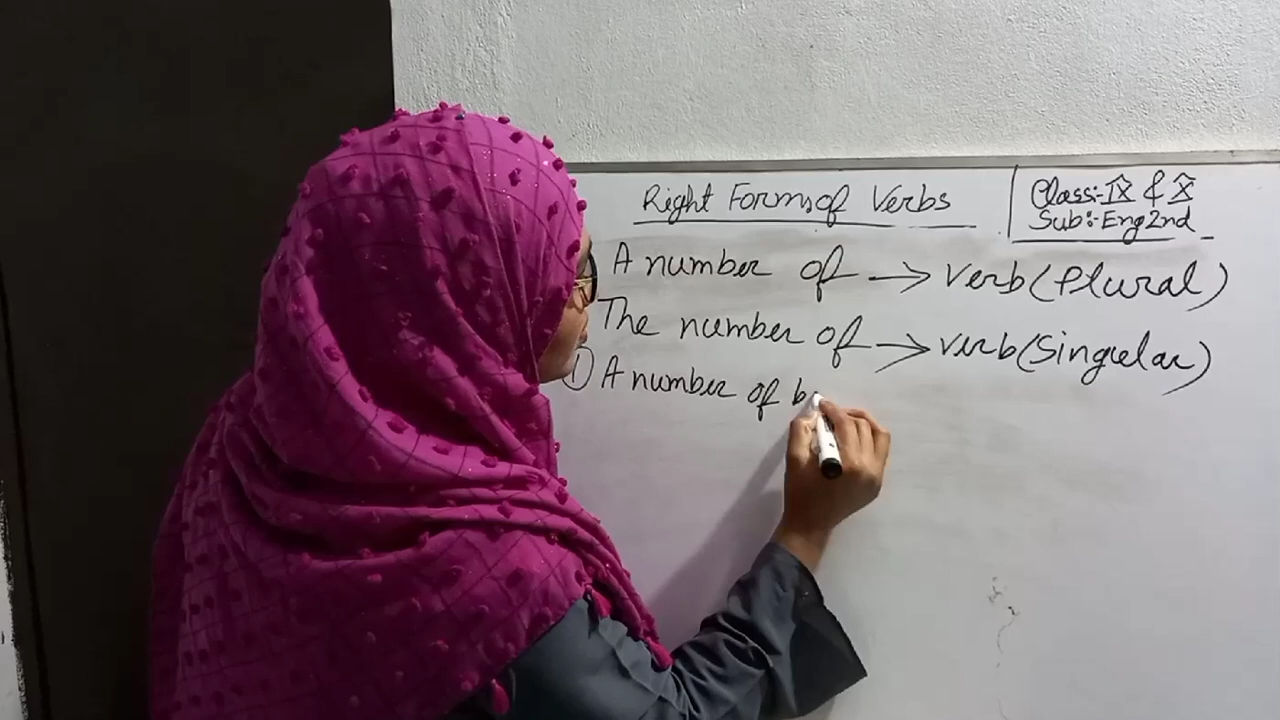 Right Forms of Verbs
Class:-IX & X
Sub:-Eng 2nd
A number of → Verb (Plural)
The number of → verb (Singular)
① A number of b